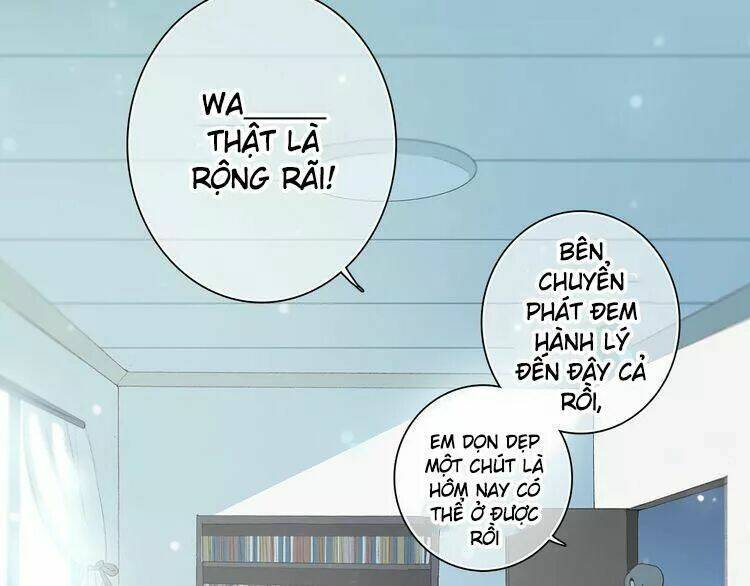 WA____
THẬT LÀ
RỘNG RÃI!
BÊN
CHUYỂN
PHÁT ĐEM
HÀNH LÝ
ĐẾN ĐÂY CẢ
RỒI,
EM DỌN DẸP
MỘT CHÚT LÀ
HÔM NAY CÓ
THỂ Ở ĐƯỢC
RỒI